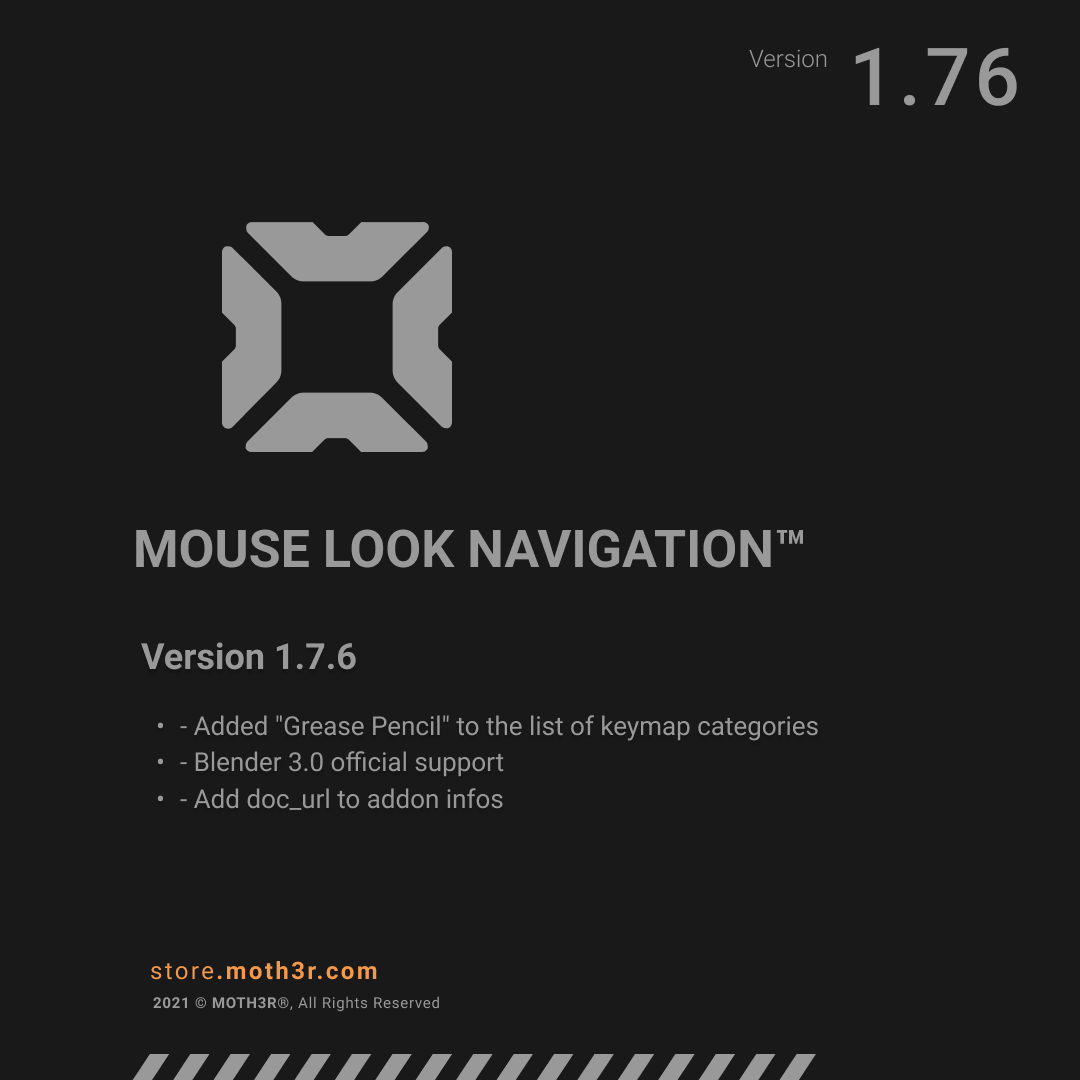 Version 1.76
MOUSE LOOK NAVIGATION™
Version 1.7.6
• - Added "Grease Pencil" to the list of keymap categories
• - Blender 3.0 official support
• - Add doc_url to addon infos
store.moth3r.com
2021 © MOTH3R®, All Rights Reserved